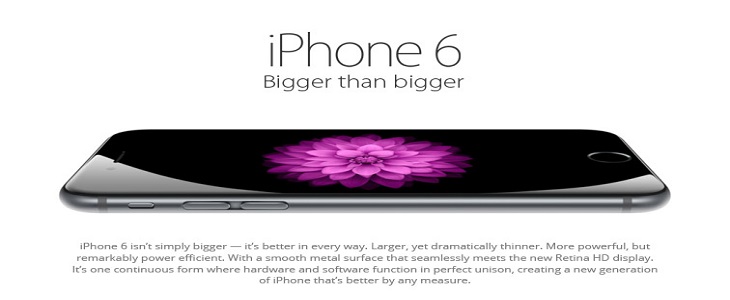 iPhone 6
Bigger than bigger
iPhone 6 isn't simply bigger — it's better in every way. Larger, yet dramatically thinner. More powerful, but
remarkably power efficient. With a smooth metal surface that seamlessly meets the new Retina HD display.
It's one continuous form where hardware and software function in perfect unison, creating a new generation
of iPhone that's better by any measure.